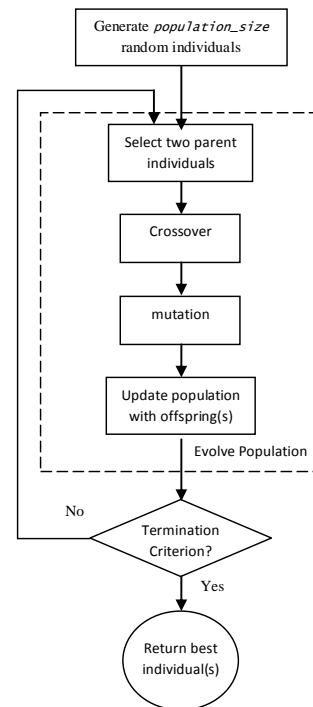 Generate population_size
random individuals
Select two parent
individuals
Crossover
mutation
Update population
with offspring(s)
Evolve Population
No
Termination
Criterion?
Yes
Return best
individual(s)